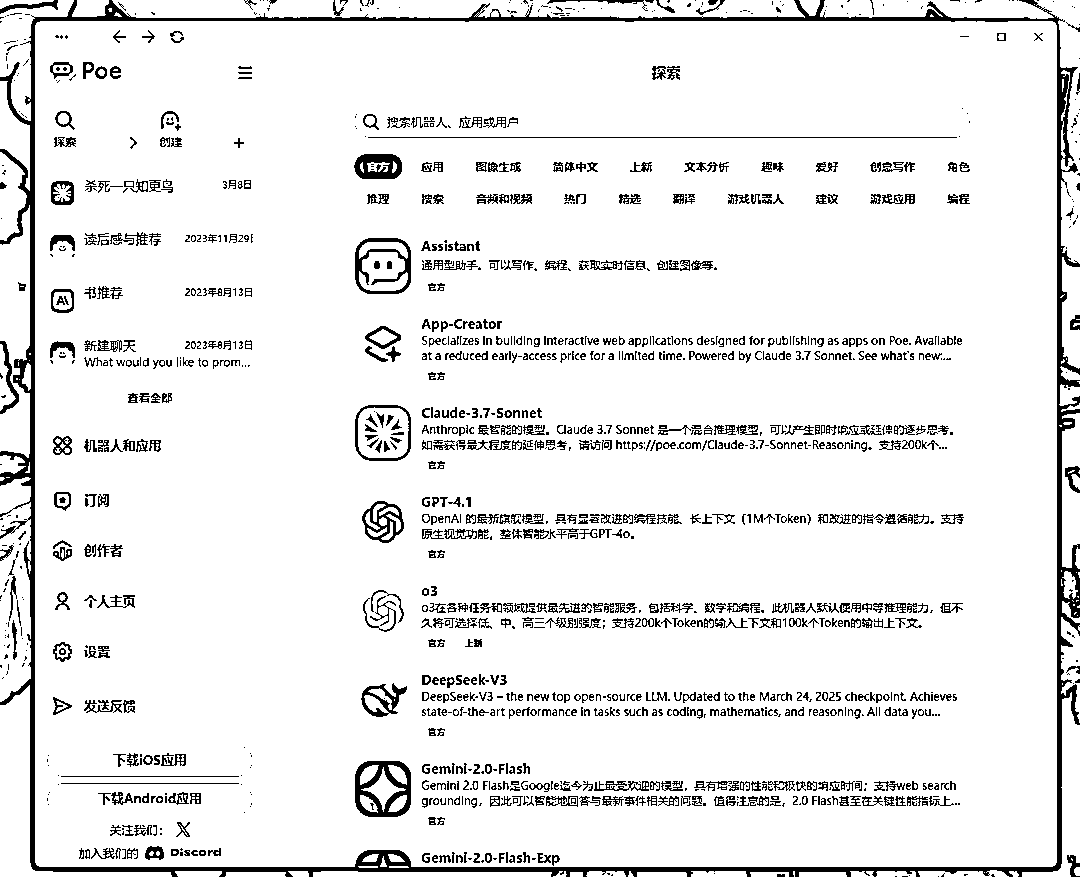 Poe
探索
探索
创建
搜索机器人、应用或用户
官方
应用
图像生成
简体中文
上新
文本分析
趣味
爱好
创意写作
角色
推理
搜索
音频和视频
热门
精选
翻译
游戏机器人
建议
游戏应用
编程
杀死一只知更鸟
3月8日
读后感与推荐
2023年11月29日
书推荐
2023年8月13日
新建聊天
2023年8月13日
What would you like to prom...
查看全部
机器人和应用
订阅
创作者
个人主页
设置
发送反馈
下载iOS应用
下载Android应用
关注我们：
加入我们的 Discord
Assistant
通用型助手。可以写作、编程、获取实时信息、创建图像等。
官方
App-Creator
Specializes in building interactive web applications designed for publishing as apps on Poe. Available
at a reduced early-access price for a limited time. Powered by Claude 3.7 Sonnet. See what's new:...
官方
Claude-3.7-Sonnet
Anthropic 最智能的模型。Claude 3.7 Sonnet 是一个混合推理模型，可以产生即时响应或延伸的逐步思考。
如需获得最大程度的延伸思考，请访问 https://poe.com/Claude-3.7-Sonnet-Reasoning。支持200k个...
官方
GPT-4.1
OpenAI 的最新旗舰模型，具有显著改进的编程技能、长上下文（1M个Token）和改进的指令遵循能力。支持
原生视觉功能，整体智能水平高于GPT-4o。
官方
o3
o3在各种任务和领域提供最先进的智能服务，包括科学、数学和编程。此机器人默认使用中等推理能力，但不
久将可选择低、中、高三个级别强度；支持200k个Token的输入上下文和100k个Token的输出上下文。
官方
上新
DeepSeek-V3
DeepSeek-V3 – the new top open-source LLM. Updated to the March 24, 2025 checkpoint. Achieves
state-of-the-art performance in tasks such as coding, mathematics, and reasoning. All data you...
官方
Gemini-2.0-Flash
Gemini 2.0 Flash是Google迄今为止最受欢迎的模型，具有增强的性能和极快的响应时间；支持web search
grounding，因此可以智能地回答与最新事件相关的问题。值得注意的是，2.0 Flash甚至在关键性能指标上...
官方
Gemini-2.0-Flash-Exp